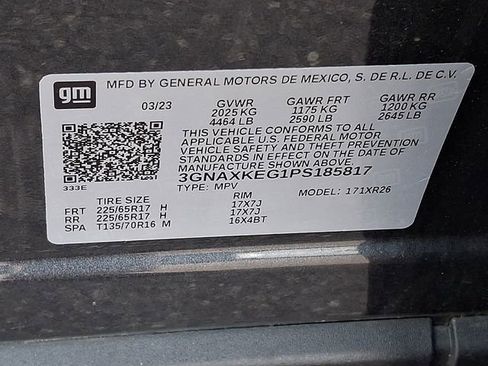 gm
MFD BY GENERAL MOTORS DE MEXICO, S. DE R.L. DE C.V.
03/23 GVWR GAWR FRT GAWR RR
2025 KG 1175 KG 1200 KG
4464 LB 2590 LB 2645 LB
THIS VEHICLE CONFORMS TO ALL
APPLICABLE U.S. FEDERAL MOTOR
VEHICLE SAFETY AND THEFT PREVENTION
STANDARDS IN EFFECT ON THE DATE OF
MANUFACTURE SHOWN ABOVE.
3GNAXKEG1PS185817
333E
TYPE: MPV MODEL: 171XR26
TIRE SIZE RIM
FRT 225/65R17 H 17X7J
RR 225/65R17 H 17X7J
SPA T135/70R16 M 16X4BT